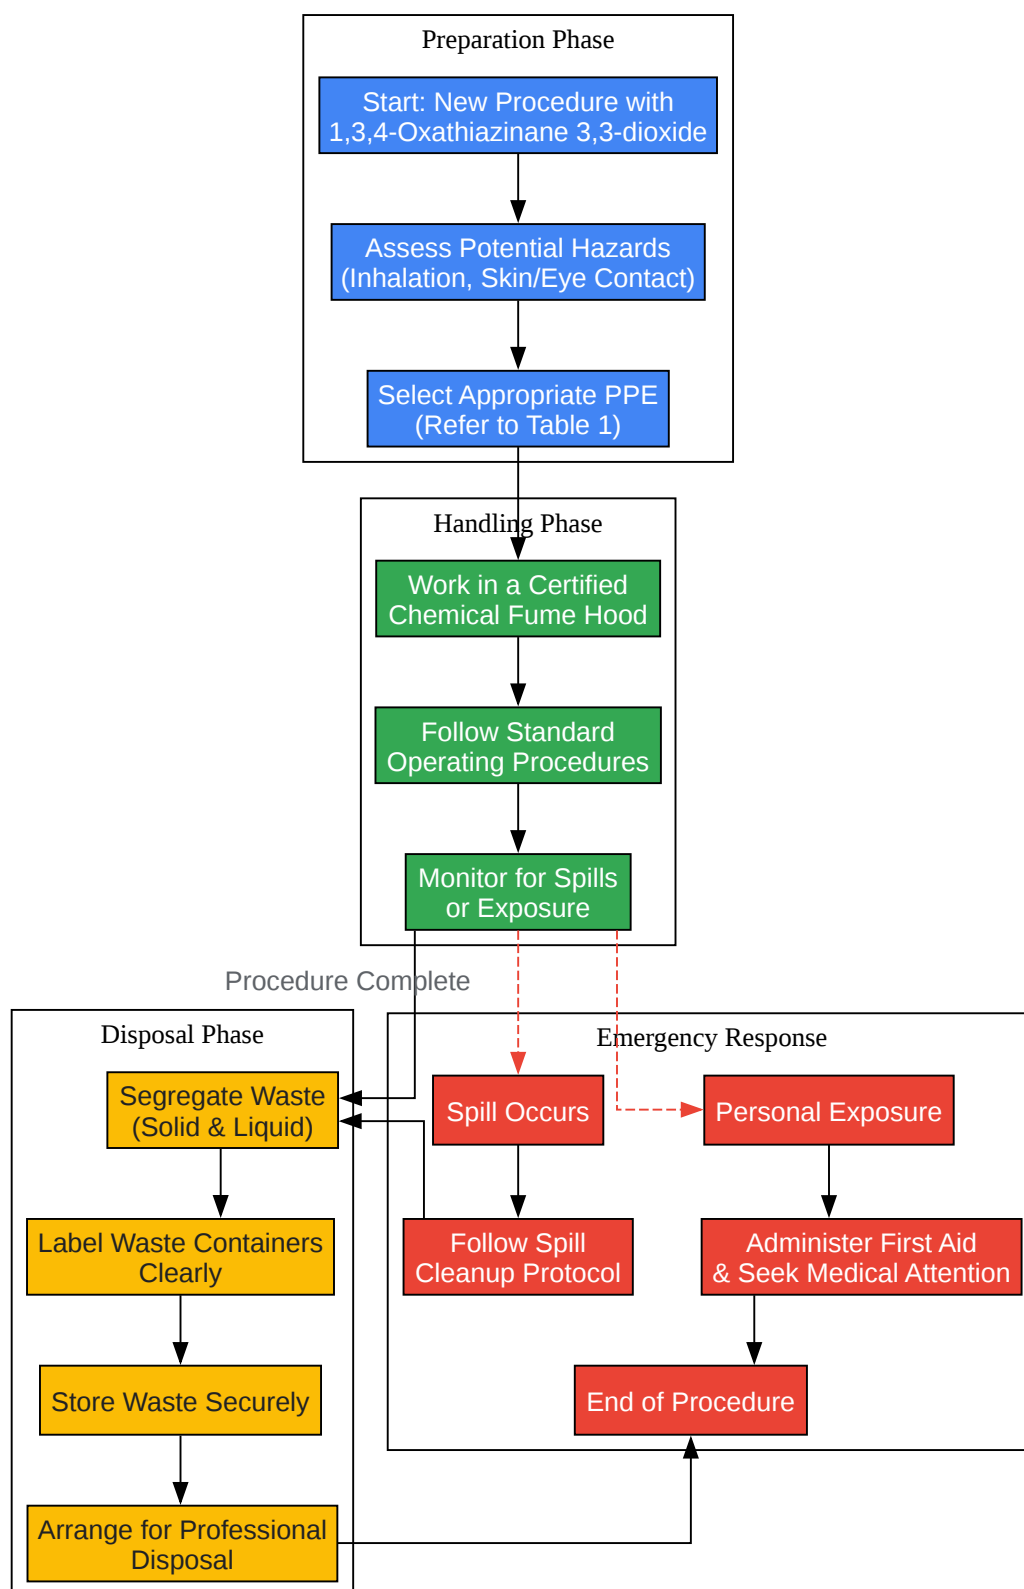 Preparation Phase
Start: New Procedure with
1,3,4-Oxathiazinane 3,3-dioxide
Assess Potential Hazards
(Inhalation, Skin/Eye Contact)
Select Appropriate PPE
(Refer to Table 1)
Handling Phase
Work in a Certified
Chemical Fume Hood
Follow Standard
Operating Procedures
Monitor for Spills
or Exposure
Procedure Complete
Disposal Phase
Segregate Waste
(Solid & Liquid)
Label Waste Containers
Clearly
Store Waste Securely
Arrange for Professional
Disposal
Emergency Response
Spill Occurs
Follow Spill
Cleanup Protocol
Personal Exposure
Administer First Aid
& Seek Medical Attention
End of Procedure